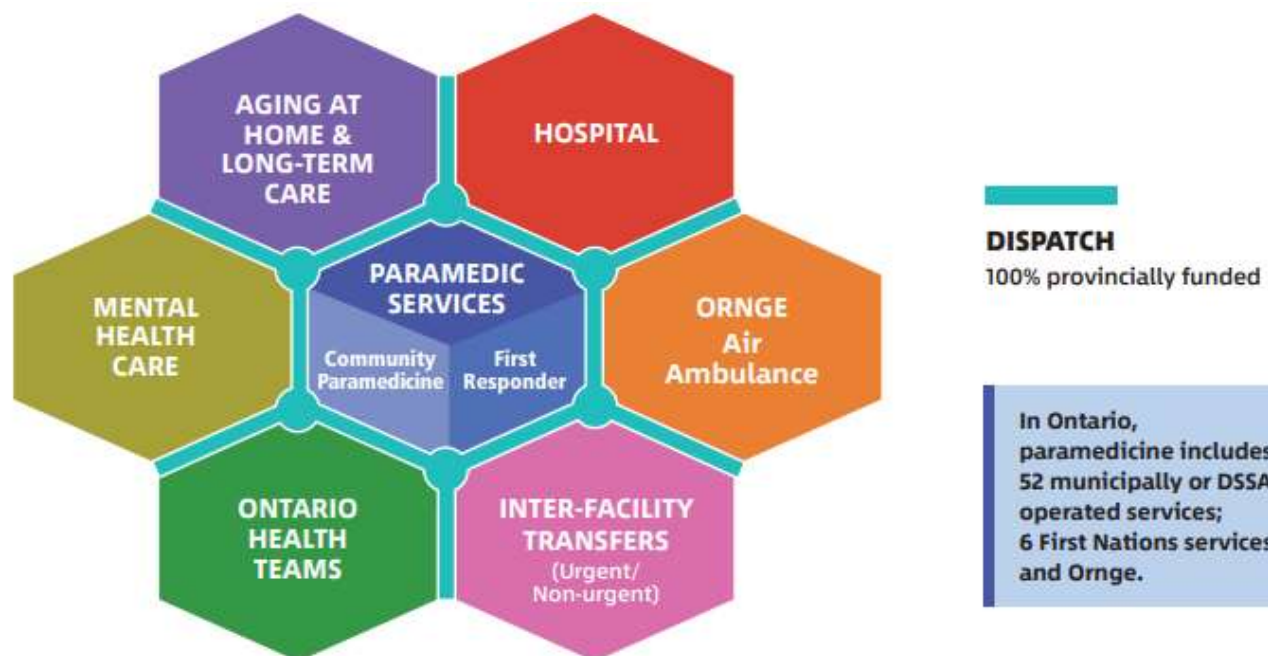 AGING AT
HOME &
LONG-TERM
CARE
HOSPITAL
MENTAL
HEALTH
CARE
PARAMEDIC
SERVICES
Community
Paramedicine
First
Responder
ORNGE
Air
Ambulance
ONTARIO
HEALTH
TEAMS
INTER-FACILITY
TRANSFERS
(Urgent/
Non-urgent)
DISPATCH
100% provincially funded
In Ontario,
paramedicine includes
52 municipally or DSSA
operated services;
6 First Nations services
and Ornge.